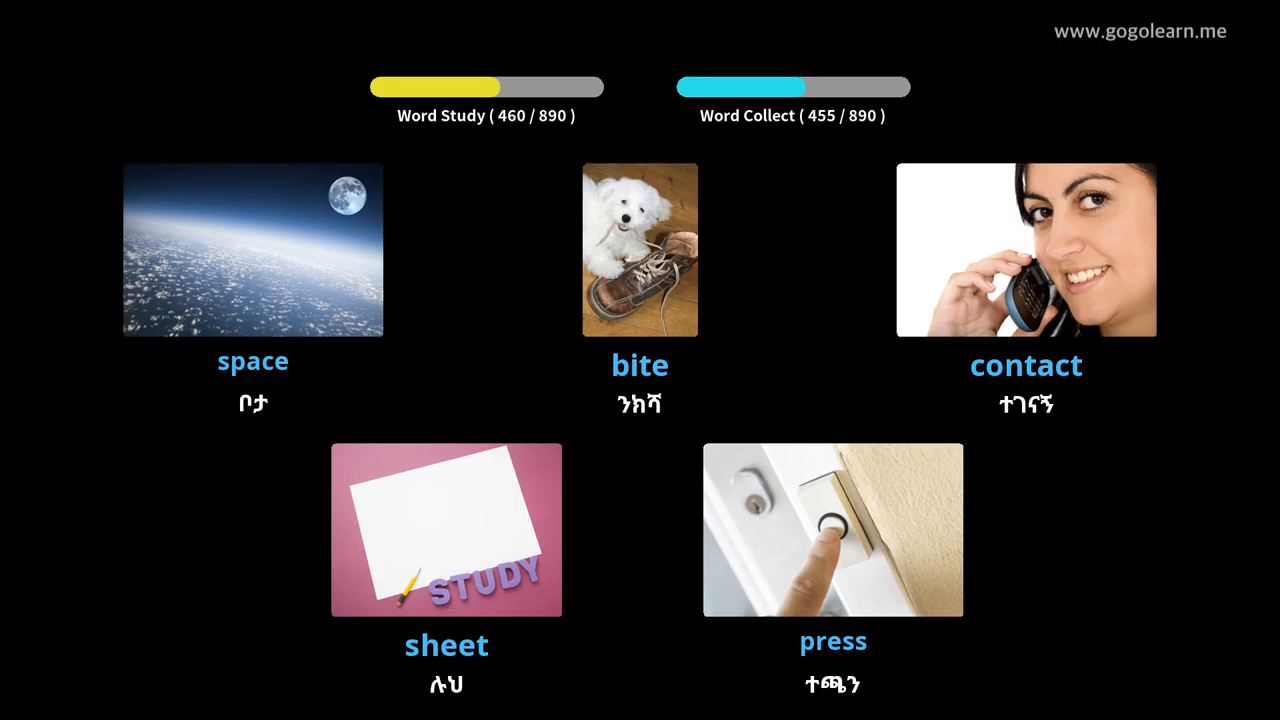 www.gogolearn.me
Word Study ( 460 / 890 )
Word Collect ( 455 / 890 )
space
ቦታ
bite
ንክሻ
contact
ተገናኝ
STUDY
sheet
ሉህ
press
ተጫን